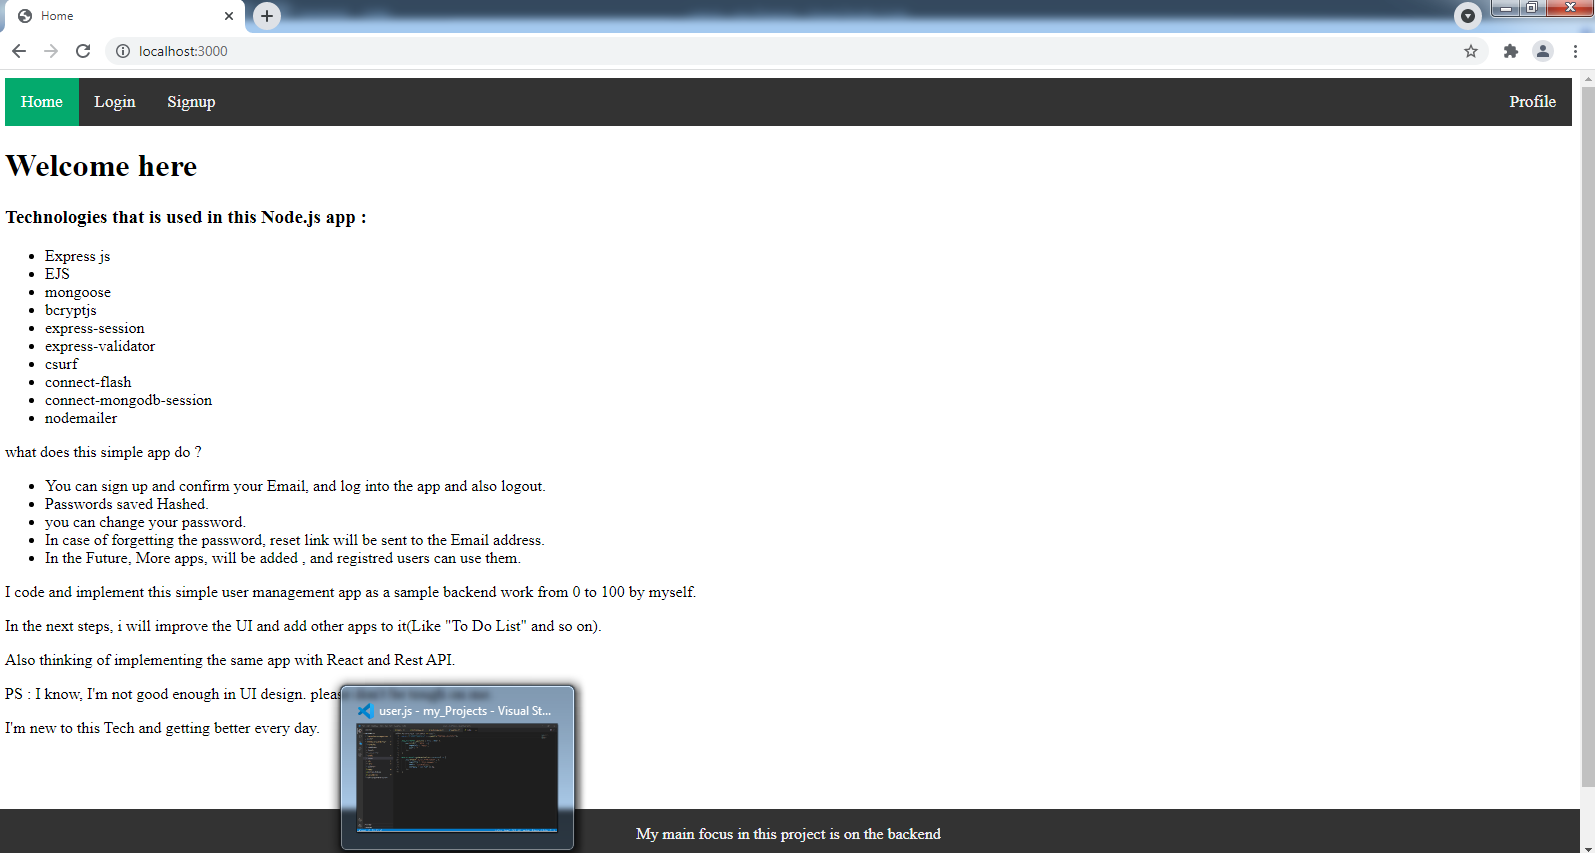 Home
localhost:3000
Home Login Signup Profile
Welcome here
Technologies that is used in this Node.js app :
Express js
EJS
mongoose
bcryptjs
express-session
express-validator
csurf
connect-flash
connect-mongodb-session
nodemailer
what does this simple app do ?
You can sign up and confirm your Email, and log into the app and also logout.
Passwords saved Hashed.
you can change your password.
In case of forgetting the password, reset link will be sent to the Email address.
In the Future, More apps, will be added , and registred users can use them.
I code and implement this simple user management app as a sample backend work from 0 to 100 by myself.
In the next steps, i will improve the UI and add other apps to it(Like "To Do List" and so on).
Also thinking of implementing the same app with React and Rest API.
PS : I know, I'm not good enough in UI design. please don't be tough on me
user.js - my_Projects - Visual St...
I'm new to this Tech and getting better every day.
My main focus in this project is on the backend